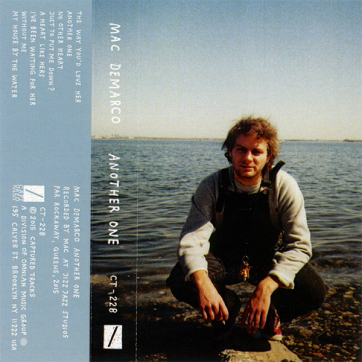 THE WAY YOU'D LOVE HER
ANOTHER ONE
NO OTHER HEART
JUST TO PUT ME DOWN
A HEART LIKE HERS
I'VE BEEN WAITING FOR HER
WITHOUT ME
MY HOUSE BY THE WATER
MAC DEMARCO ANOTHER ONE
RECORDED BY MAC AT JIZZ JAZZ STUDIOS
FAR ROCKAWAY, QUEENS, 2015
CT-228
© 2015 CAPTURED TRACKS
A DIVISION OF OMNIAN MUSIC GROUP ®
195 CALYER ST. BROOKLYN NY 11222 USA
MAC DEMARCO ANOTHER ONE CT-228